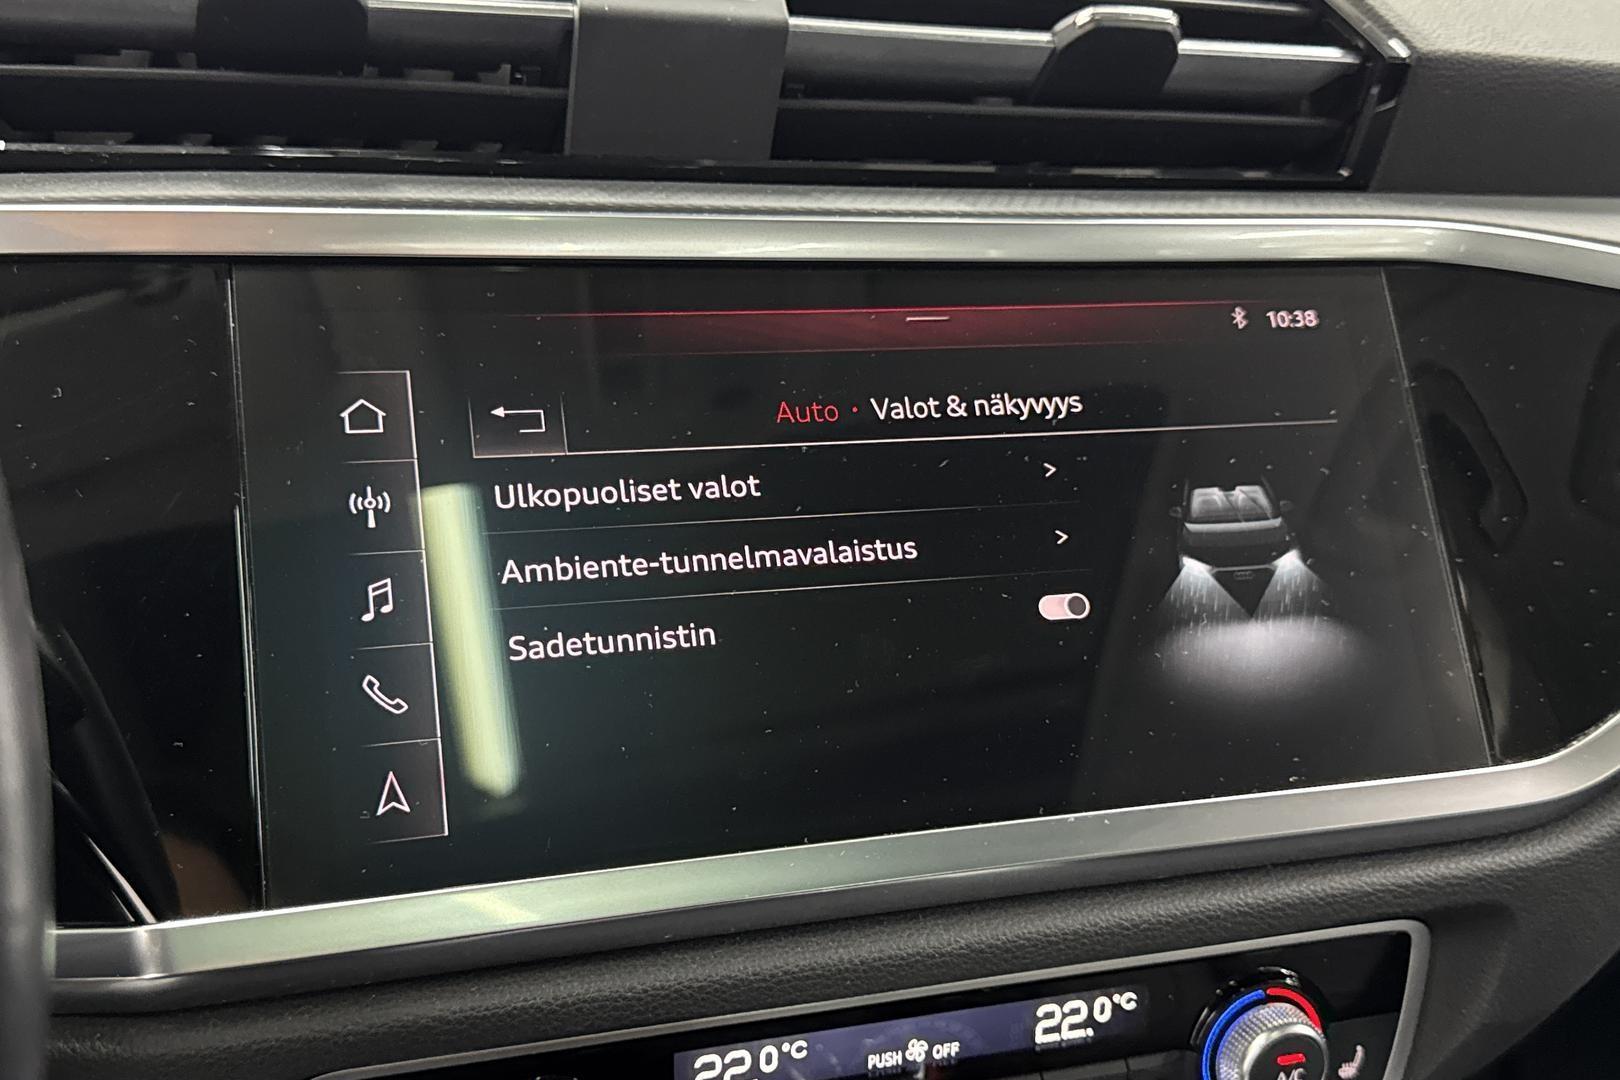 10:38
Auto • Valot & näkyvyys
Ulkopuoliset valot
Ambiente-tunnelmavalaistus
Sadetunnistin
22.0°C
PUSH OFF
22.0°C
A/C